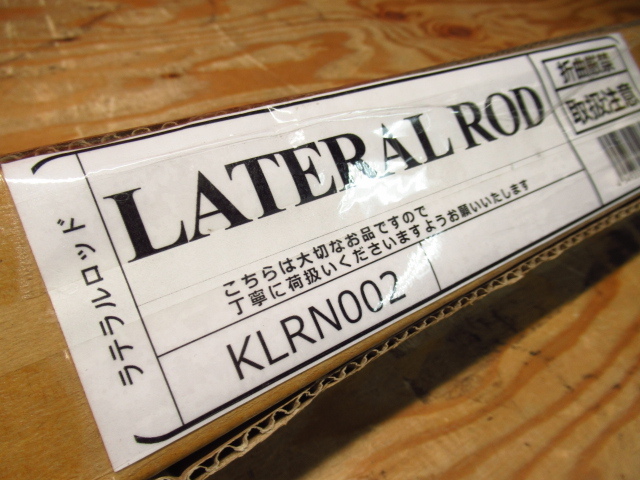 ラテラルロッド
LATERAL ROD
こちらは大切なお品ですので
丁寧に荷扱いくださいますようお願いいたします
KLRN002
折曲厳禁
取扱注意